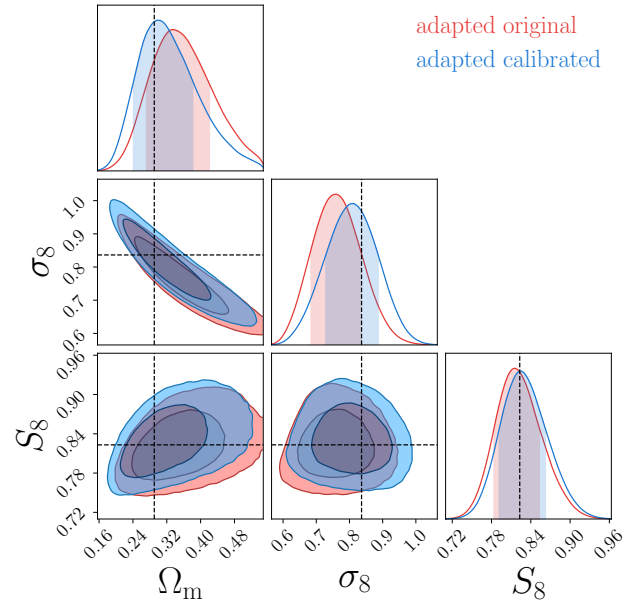 adapted original
adapted calibrated
1.0
0.9
0.8
0.7
0.6
σ8
0.96
0.90
0.84
0.78
0.72
S8
0.16 0.24 0.32 0.40 0.48
0.6 0.7 0.8 0.9 1.0
0.72 0.78 0.84 0.90 0.96
Ωm σ8 S8